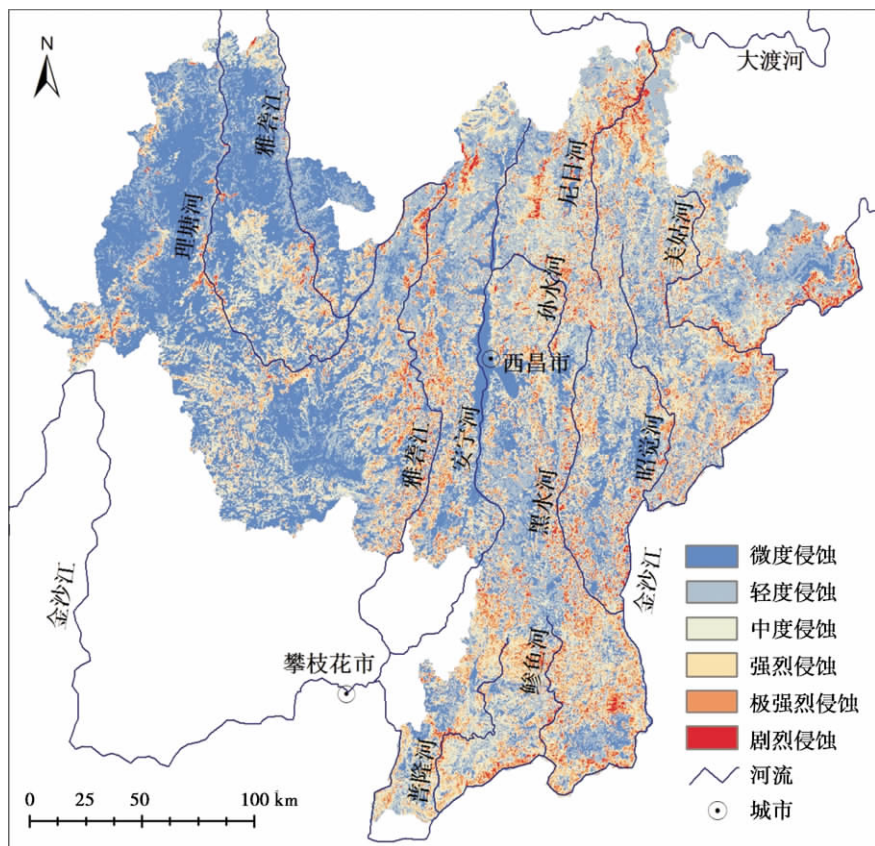 N
大渡河
雅砻江
尼日河
理塘河
美姑河
孙水河
西昌市
安宁河
雅砻江
昭觉河
黑水河
金沙江
金沙江
鲹鱼河
攀枝花市
普隆河
微度侵蚀
轻度侵蚀
中度侵蚀
强烈侵蚀
极强烈侵蚀
剧烈侵蚀
河流
城市
0 25 50 100 km